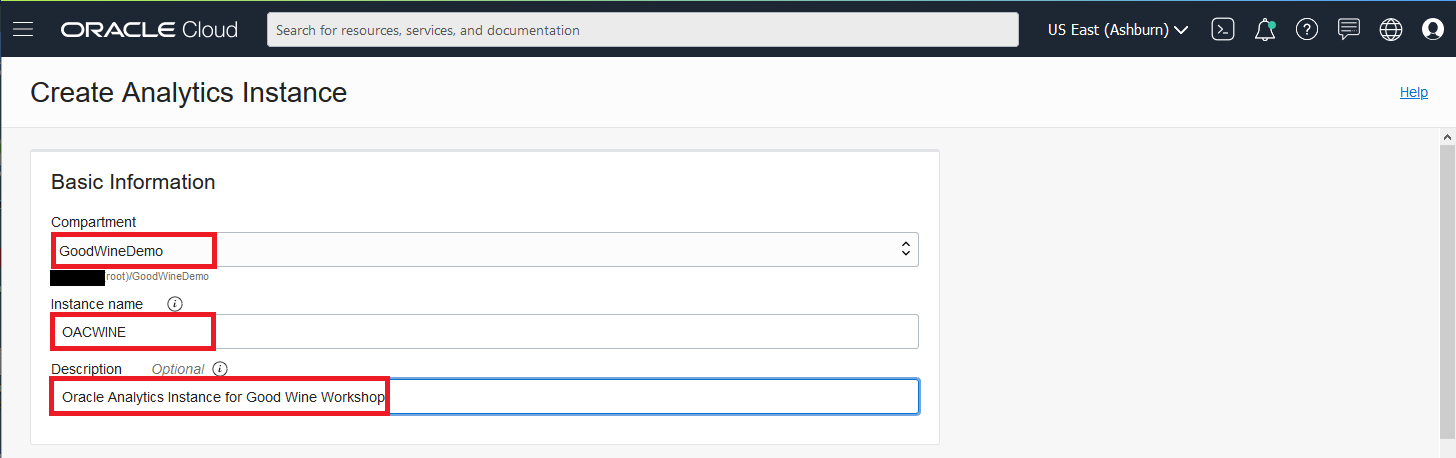 ORACLE Cloud
Search for resources, services, and documentation
US East (Ashburn)
Create Analytics Instance
Help
Basic Information
Compartment
GoodWineDemo
root)/GoodWineDemo
Instance name
OACWINE
Description Optional
Oracle Analytics Instance for Good Wine Workshop